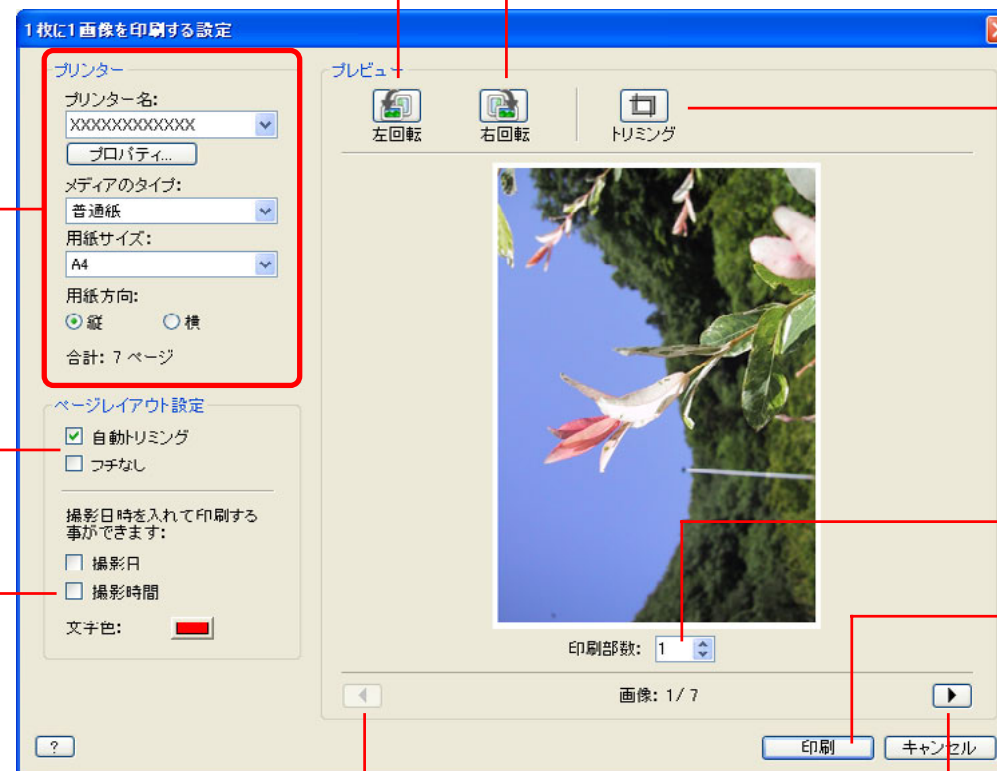 1枚に1画像を印刷する設定
プリンター
プリンター名:
XXXXXXXXXXXX
プロパティ...
メディアのタイプ:
普通紙
用紙サイズ:
A4
用紙方向:
縦 横
合計: 7 ページ
ページレイアウト設定
自動トリミング
フチなし
撮影日時を入れて印刷する
事ができます:
撮影日
撮影時間
文字色:
プレビュー
左回転 右回転 トリミング
印刷部数: 1
画像: 1/ 7
?
印刷 キャンセル